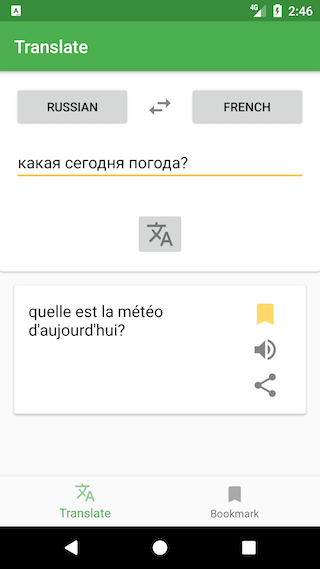 A
4G
2:46
Translate
RUSSIAN
FRENCH
какая сегодня погода?
quelle est la météo
d'aujourd'hui?
Translate
Bookmark